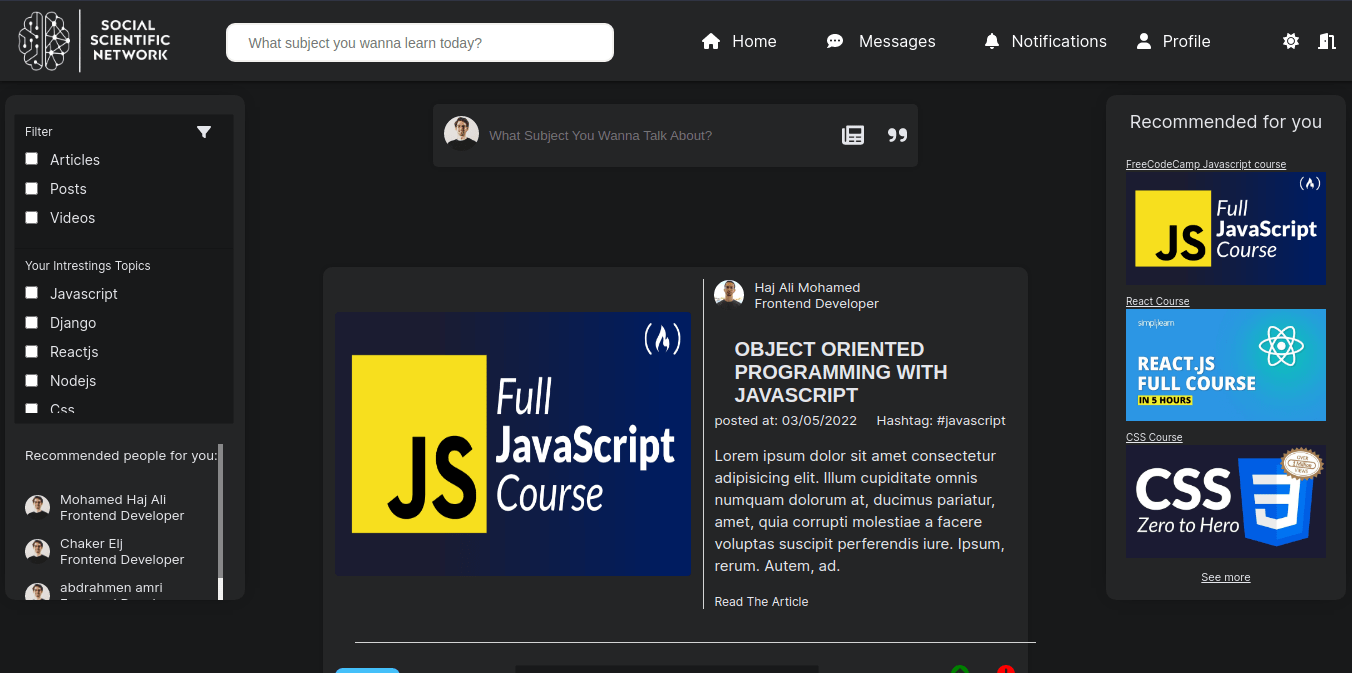 SOCIAL
SCIENTIFIC
NETWORK
What subject you wanna learn today?
Home
Messages
Notifications
Profile
Filter
Articles
Posts
Videos
Your Intrestings Topics
Javascript
Django
Reactjs
Nodejs
Css
Recommended people for you:
Mohamed Haj Ali
Frontend Developer
Chaker Elj
Frontend Developer
abdrahmen amri
What Subject You Wanna Talk About?
JS
Full
JavaScript
Course
Haj Ali Mohamed
Frontend Developer
OBJECT ORIENTED
PROGRAMMING WITH
JAVASCRIPT
posted at: 03/05/2022
Hashtag: #javascript
Lorem ipsum dolor sit amet consectetur
adipisicing elit. Illum cupiditate omnis
numquam dolorum at, ducimus pariatur,
amet, quia corrupti molestiae a facere
voluptas suscipit perferendis iure. Ipsum,
rerum. Autem, ad.
Read The Article
Recommended for you
FreeCodeCamp Javascript course
JS
Full
JavaScript
Course
React Course
simplilearn
REACT.JS
FULL COURSE
IN 5 HOURS
CSS Course
OVER
1 Million
VIEWS
CSS
Zero to Hero
See more